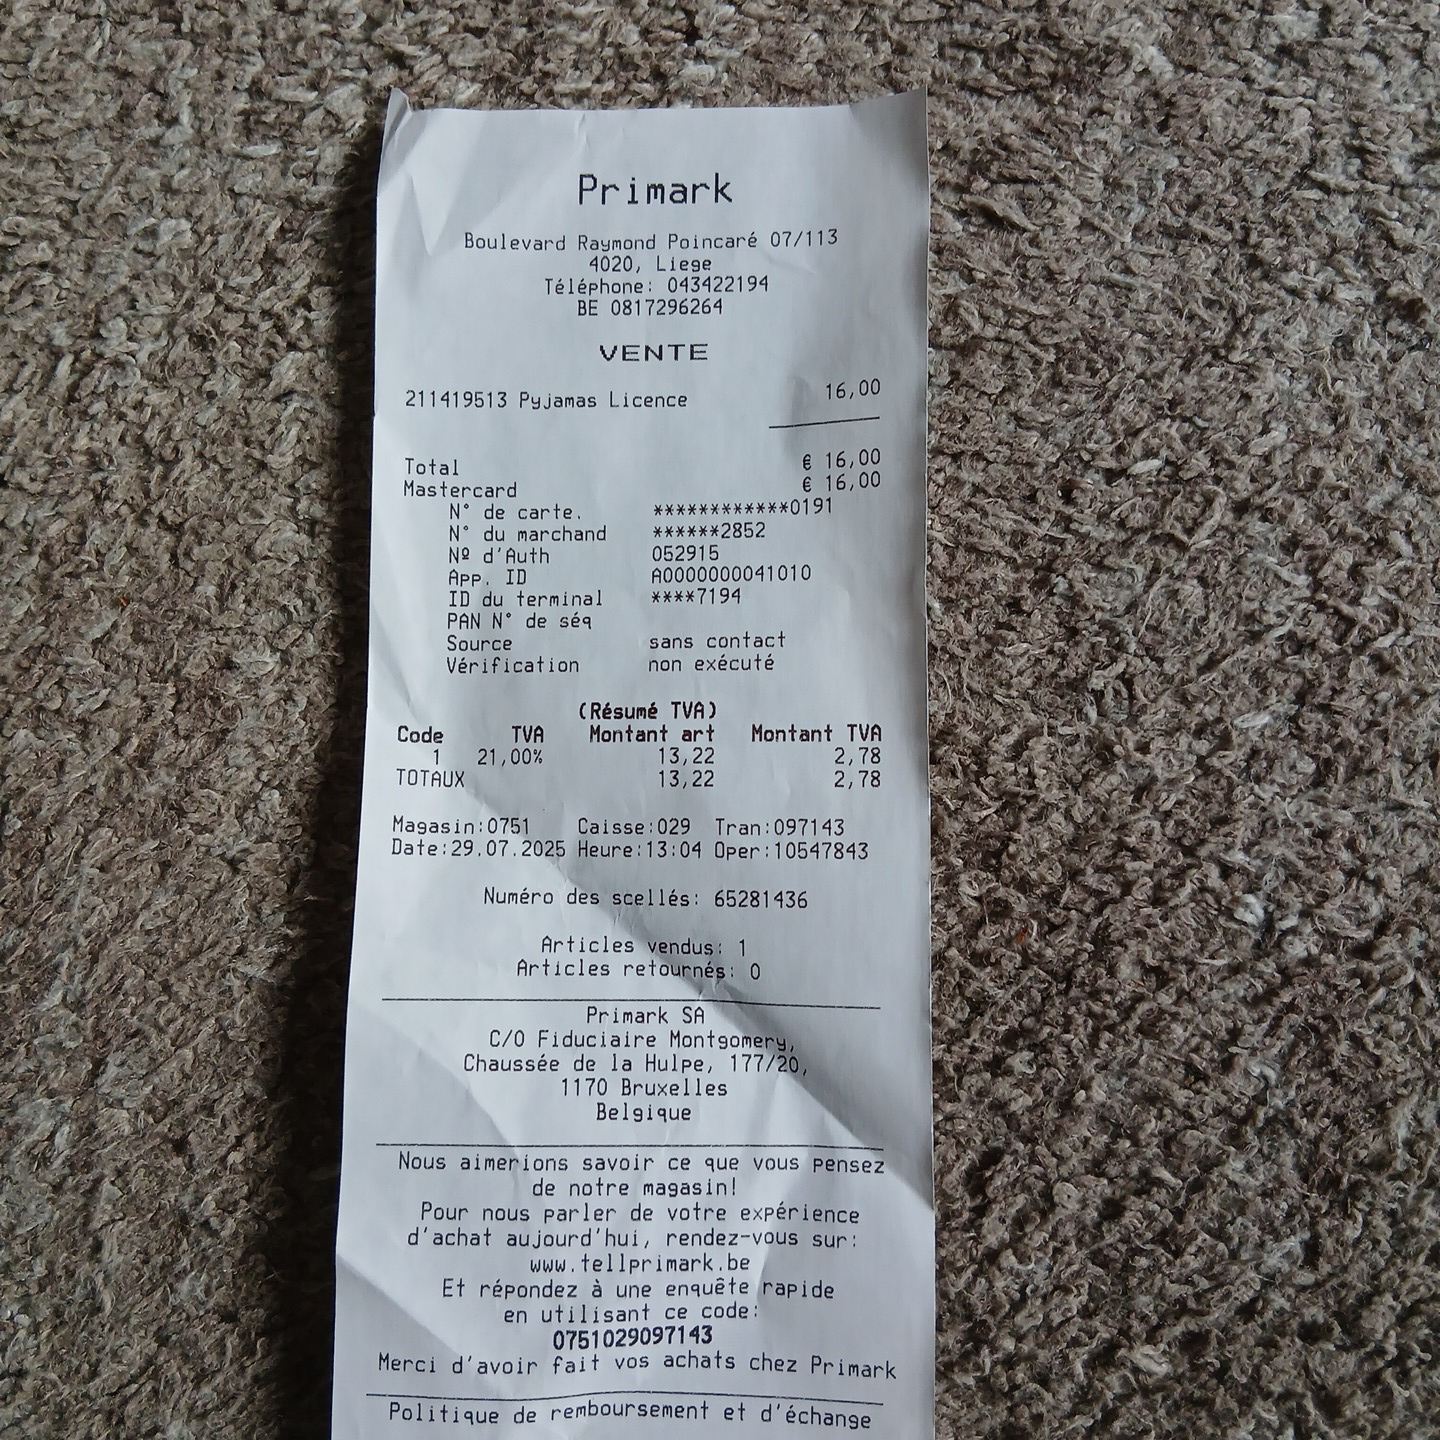 Primark
Boulevard Raymond Poincaré 07/113
4020, Liege
Téléphone: 043422194
BE 0817296264
VENTE
211419513 Pyjamas Licence 16,00
Total € 16,00
Mastercard € 16,00
N° de carte. ************0191
N° du marchand ******2852
Nº d'Auth 052915
App. ID A0000000041010
ID du terminal ****7194
PAN N° de séq
Source sans contact
Vérification non exécuté
(Résumé TVA)
Code TVA Montant art Montant TVA
1 21,00% 13,22 2,78
TOTAUX 13,22 2,78
Magasin:0751 Caisse:029 Tran:097143
Date:29.07.2025 Heure:13:04 Oper:10547843
Numéro des scellés: 65281436
Articles vendus: 1
Articles retournés: 0
Primark SA
C/O Fiduciaire Montgomery,
Chaussée de la Hulpe, 177/20,
1170 Bruxelles
Belgique
Nous aimerions savoir ce que vous pensez
de notre magasin!
Pour nous parler de votre expérience
d'achat aujourd'hui, rendez-vous sur:
www.tellprimark.be
Et répondez à une enquête rapide
en utilisant ce code:
0751029097143
Merci d'avoir fait vos achats chez Primark
Politique de remboursement et d'échange